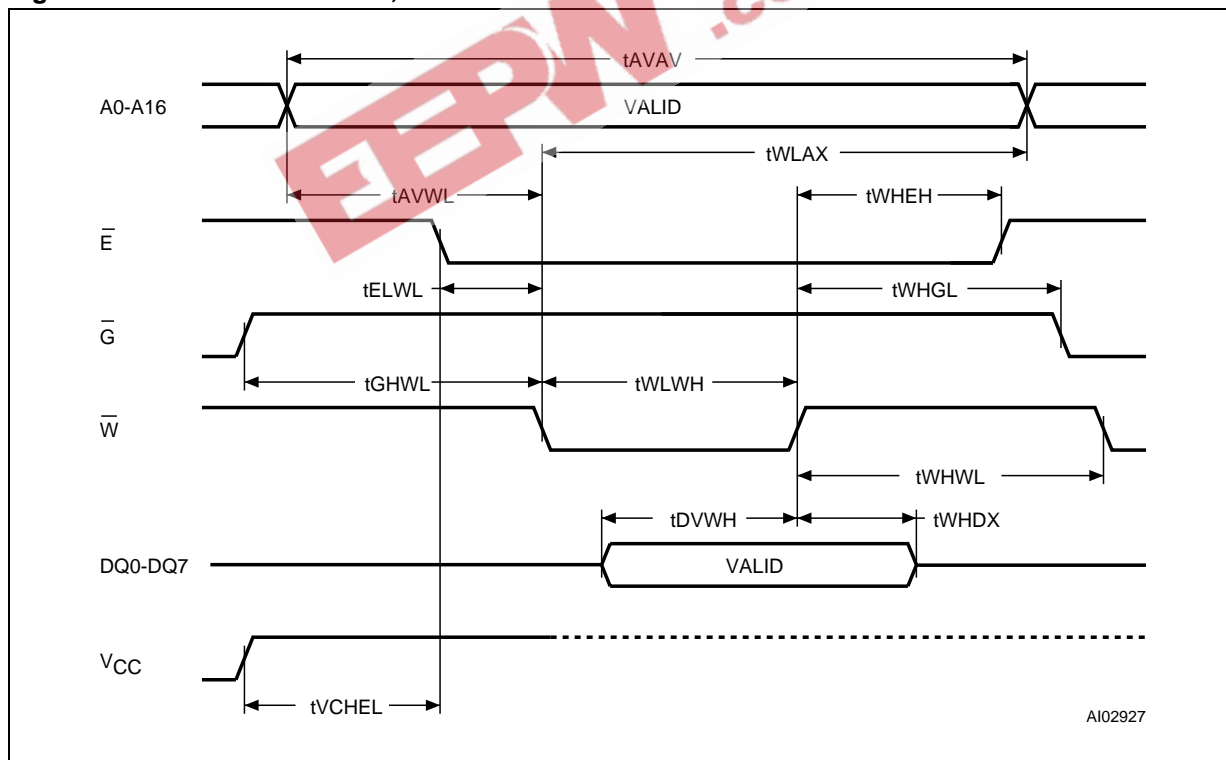 EEPW .c
tAVAV
A0-A16
VALID
tWLAX
tAVWL
tWHEH
E
tELWL
tWHGL
G
tGHWL
tWLWH
W
tWHWL
tDVWH
tWHDX
DQ0-DQ7
VALID
VCC
tVCHEL
AI02927